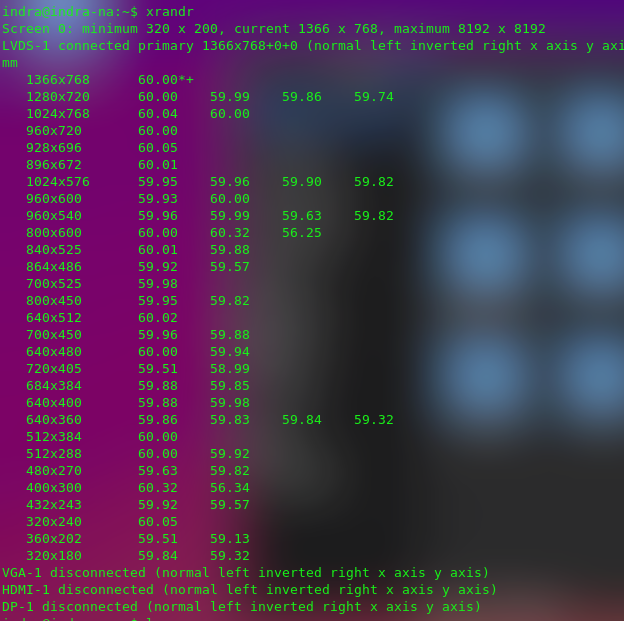 indra@indra-na:~$ xrandr
Screen 0: minimum 320 x 200, current 1366 x 768, maximum 8192 x 8192
LVDS-1 connected primary 1366x768+0+0 (normal left inverted right x axis y axi
mm
1366x768 60.00*+
1280x720 60.00 59.99 59.86 59.74
1024x768 60.04 60.00
960x720 60.00
928x696 60.05
896x672 60.01
1024x576 59.95 59.96 59.90 59.82
960x600 59.93 60.00
960x540 59.96 59.99 59.63 59.82
800x600 60.00 60.32 56.25
840x525 60.01 59.88
864x486 59.92 59.57
700x525 59.98
800x450 59.95 59.82
640x512 60.02
700x450 59.96 59.88
640x480 60.00 59.94
720x405 59.51 58.99
684x384 59.88 59.85
640x400 59.88 59.98
640x360 59.86 59.83 59.84 59.32
512x384 60.00
512x288 60.00 59.92
480x270 59.63 59.82
400x300 60.32 56.34
432x243 59.92 59.57
320x240 60.05
360x202 59.51 59.13
320x180 59.84 59.32
VGA-1 disconnected (normal left inverted right x axis y axis)
HDMI-1 disconnected (normal left inverted right x axis y axis)
DP-1 disconnected (normal left inverted right x axis y axis)